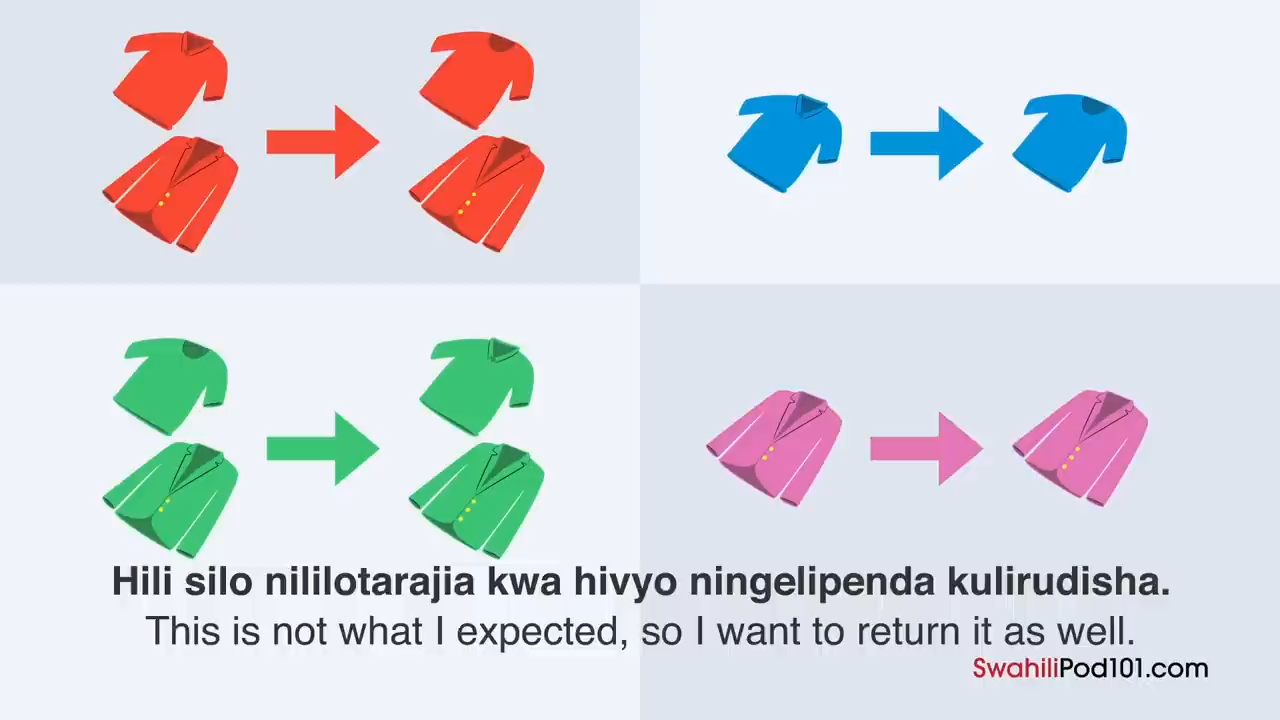 Hili silo nililotarajia kwa hivyo ningelipenda kulirudisha.
This is not what I expected, so I want to return it as well.
SwahiliPod101.com